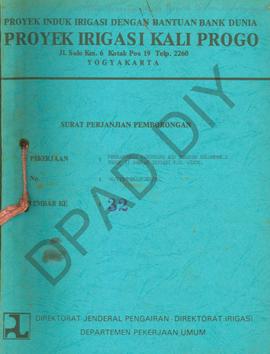 PROYEK INDUK IRIGASI DENGAN BANTUAN BANK DUNIA
PROYEK IRIGASI KALI PROGO
Jl. Solo Km. 6 Kotak Pos 19 Telp. 2260
YOGYAKARTA
SURAT PERJANJIAN PEMBORONGAN
PEKERJAAN :
No. :
LEMBAR KE : 32
DPAD DIY
DIREKTORAT JENDERAL PENGAIRAN - DIREKTORAT IRIGASI
DEPARTEMEN PEKERJAAN UMUM